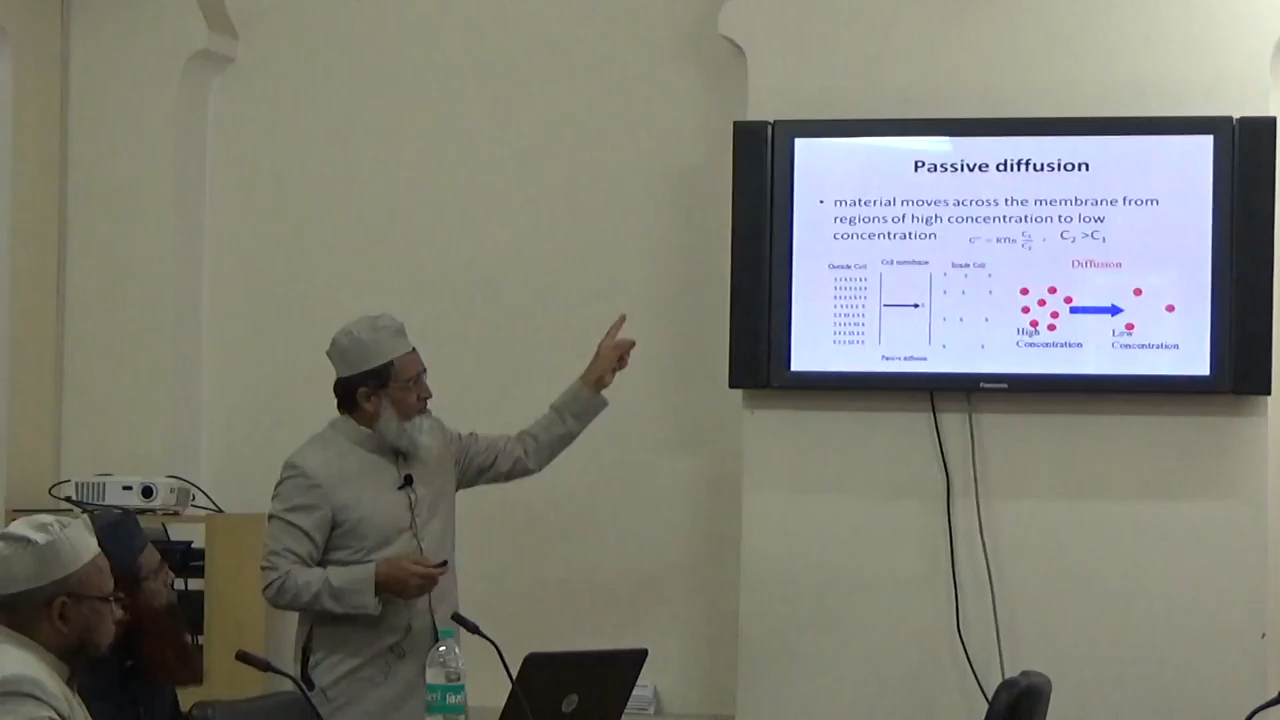 Passive diffusion
• material moves across the membrane from
regions of high concentration to low
concentration
C₂ >C₁
Outside Cell
Cell membrane
Inside Cell
Passive diffusion
Diffusion
High
Concentration
Low
Concentration
Panasonic